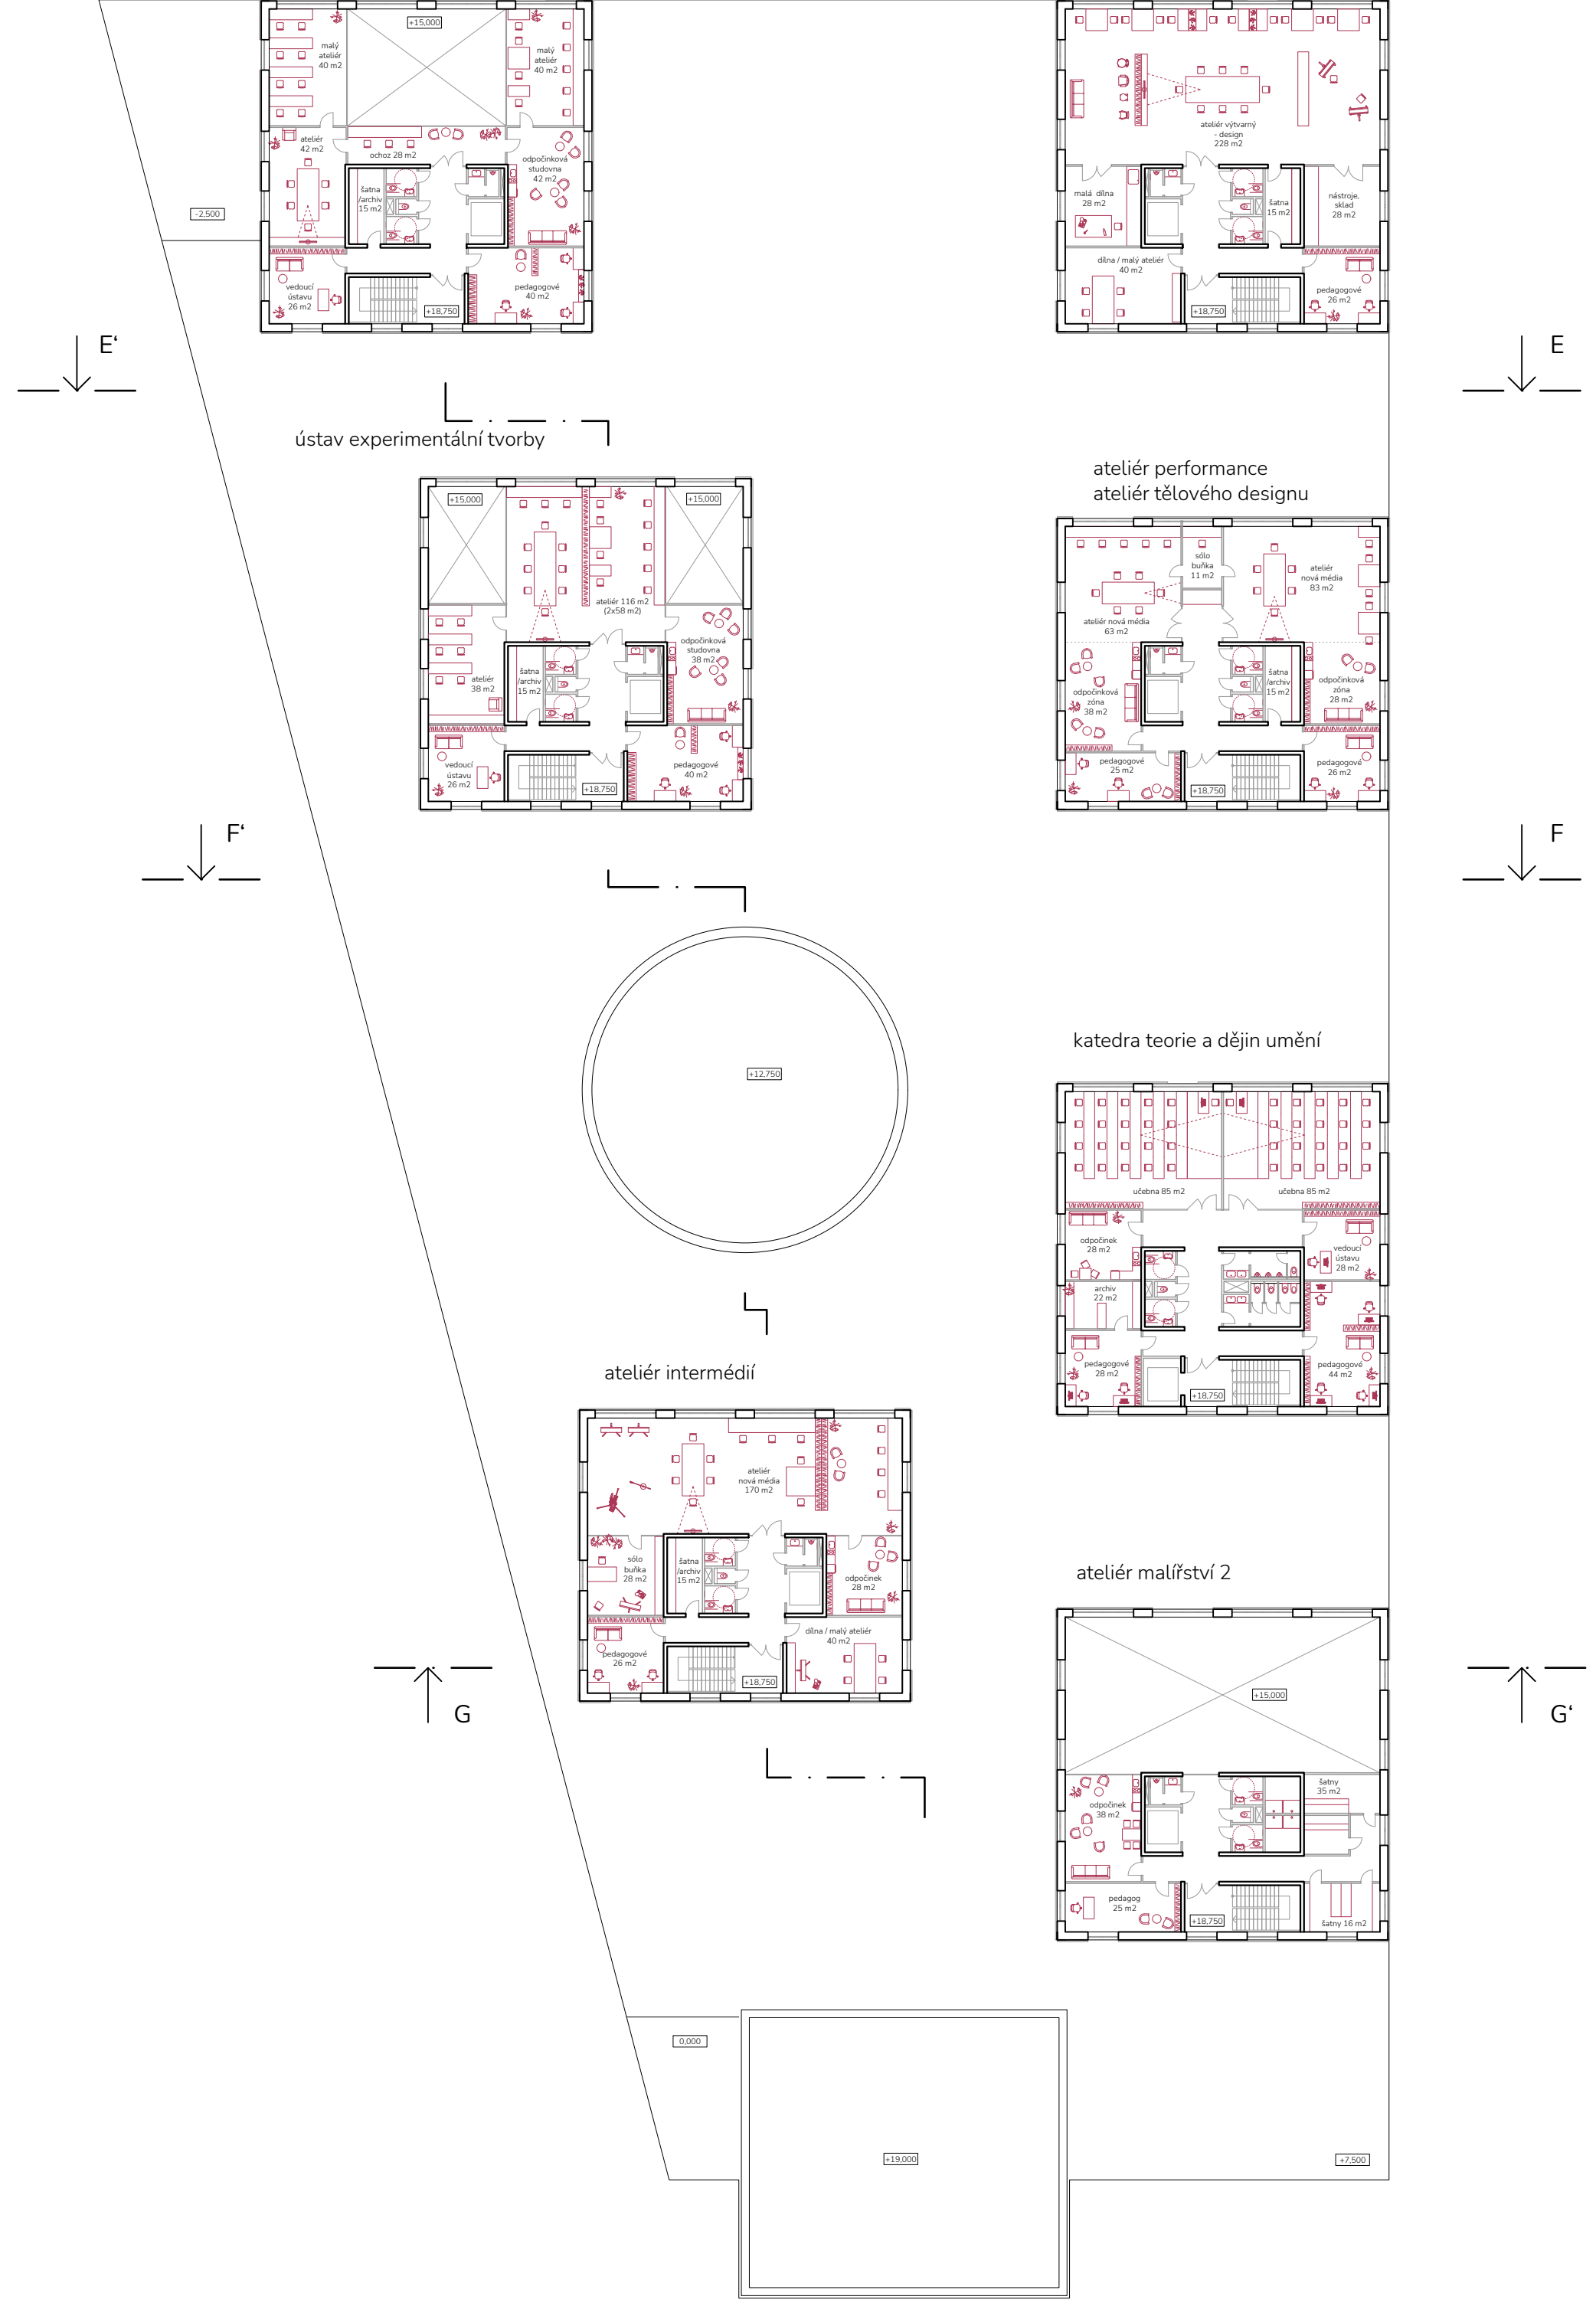 +15,000
malý
ateliér
40 m2
malý
ateliér
40 m2
ateliér
42 m2
ochoz 28 m2
odpočinková
studovna
42 m2
šatna
/archiv
15 m2
-2,500
vedoucí
ústavu
26 m2
pedagogové
40 m2
+18,750
ateliér výtvarný
- design
228 m2
malá dílna
28 m2
šatna
15 m2
nástroje,
sklad
28 m2
dílna / malý ateliér
40 m2
pedagogové
26 m2
+18,750
E‘
E
ústav experimentální tvorby
+15,000
+15,000
ateliér 116 m2
(2x58 m2)
odpočinková
studovna
38 m2
ateliér
38 m2
šatna
/archiv
15 m2
vedoucí
ústavu
26 m2
pedagogové
40 m2
+18,750
ateliér performance
ateliér tělového designu
sólo
buňka
11 m2
ateliér
nová média
83 m2
ateliér nová média
63 m2
odpočinková
zóna
38 m2
šatna
/archiv
15 m2
odpočinková
zóna
28 m2
pedagogové
25 m2
pedagogové
26 m2
+18,750
F‘
F
+12,750
katedra teorie a dějin umění
učebna 85 m2
učebna 85 m2
odpočinek
28 m2
vedoucí
ústavu
28 m2
archiv
22 m2
pedagogové
28 m2
pedagogové
44 m2
+18,750
ateliér intermédií
ateliér
nová média
170 m2
sólo
buňka
28 m2
šatna
/archiv
15 m2
odpočinek
28 m2
dílna / malý ateliér
40 m2
pedagogové
26 m2
+18,750
G
G‘
ateliér malířství 2
+15,000
šatny
35 m2
odpočinek
38 m2
pedagog
25 m2
+18,750
šatny 16 m2
0,000
+19,000
+7,500